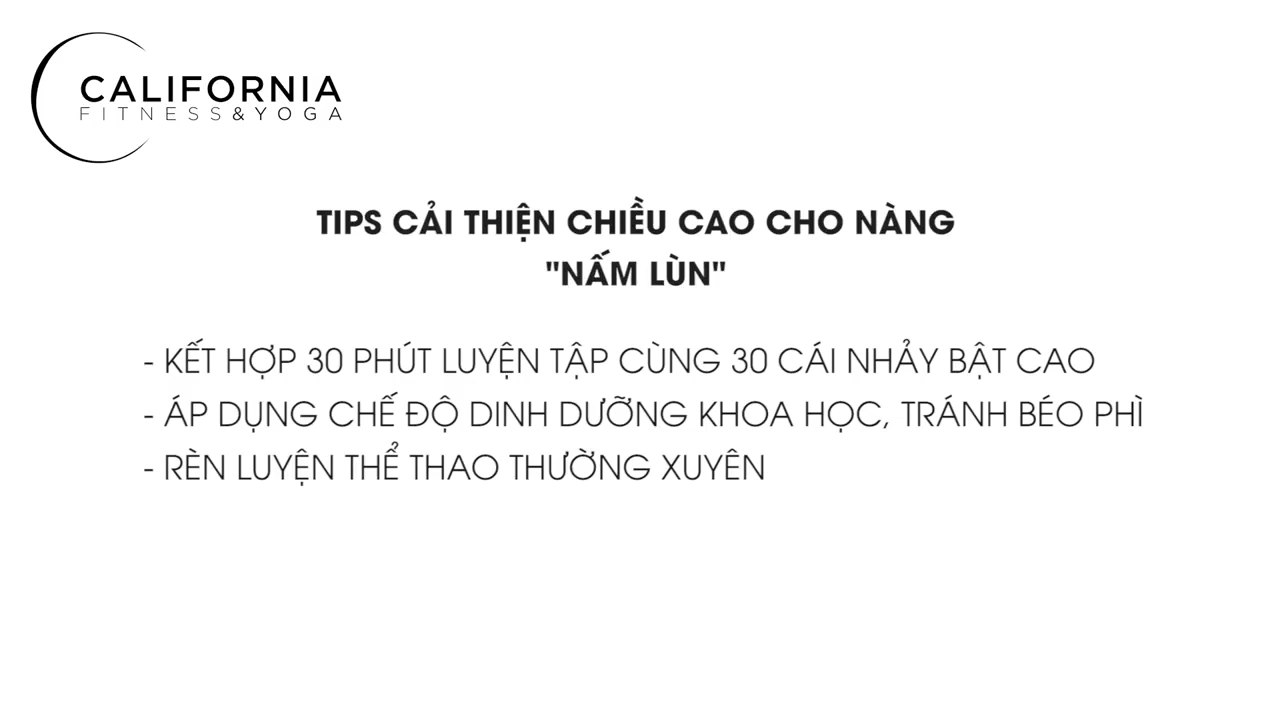 CALIFORNIA
FITNESS&YOGA
TIPS CẢI THIỆN CHIỀU CAO CHO NÀNG
"NẤM LÙN"
- KẾT HỢP 30 PHÚT LUYỆN TẬP CÙNG 30 CÁI NHẢY BẬT CAO
- ÁP DỤNG CHẾ ĐỘ DINH DƯỠNG KHOA HỌC, TRÁNH BÉO PHÌ
- RÈN LUYỆN THỂ THAO THƯỜNG XUYÊN